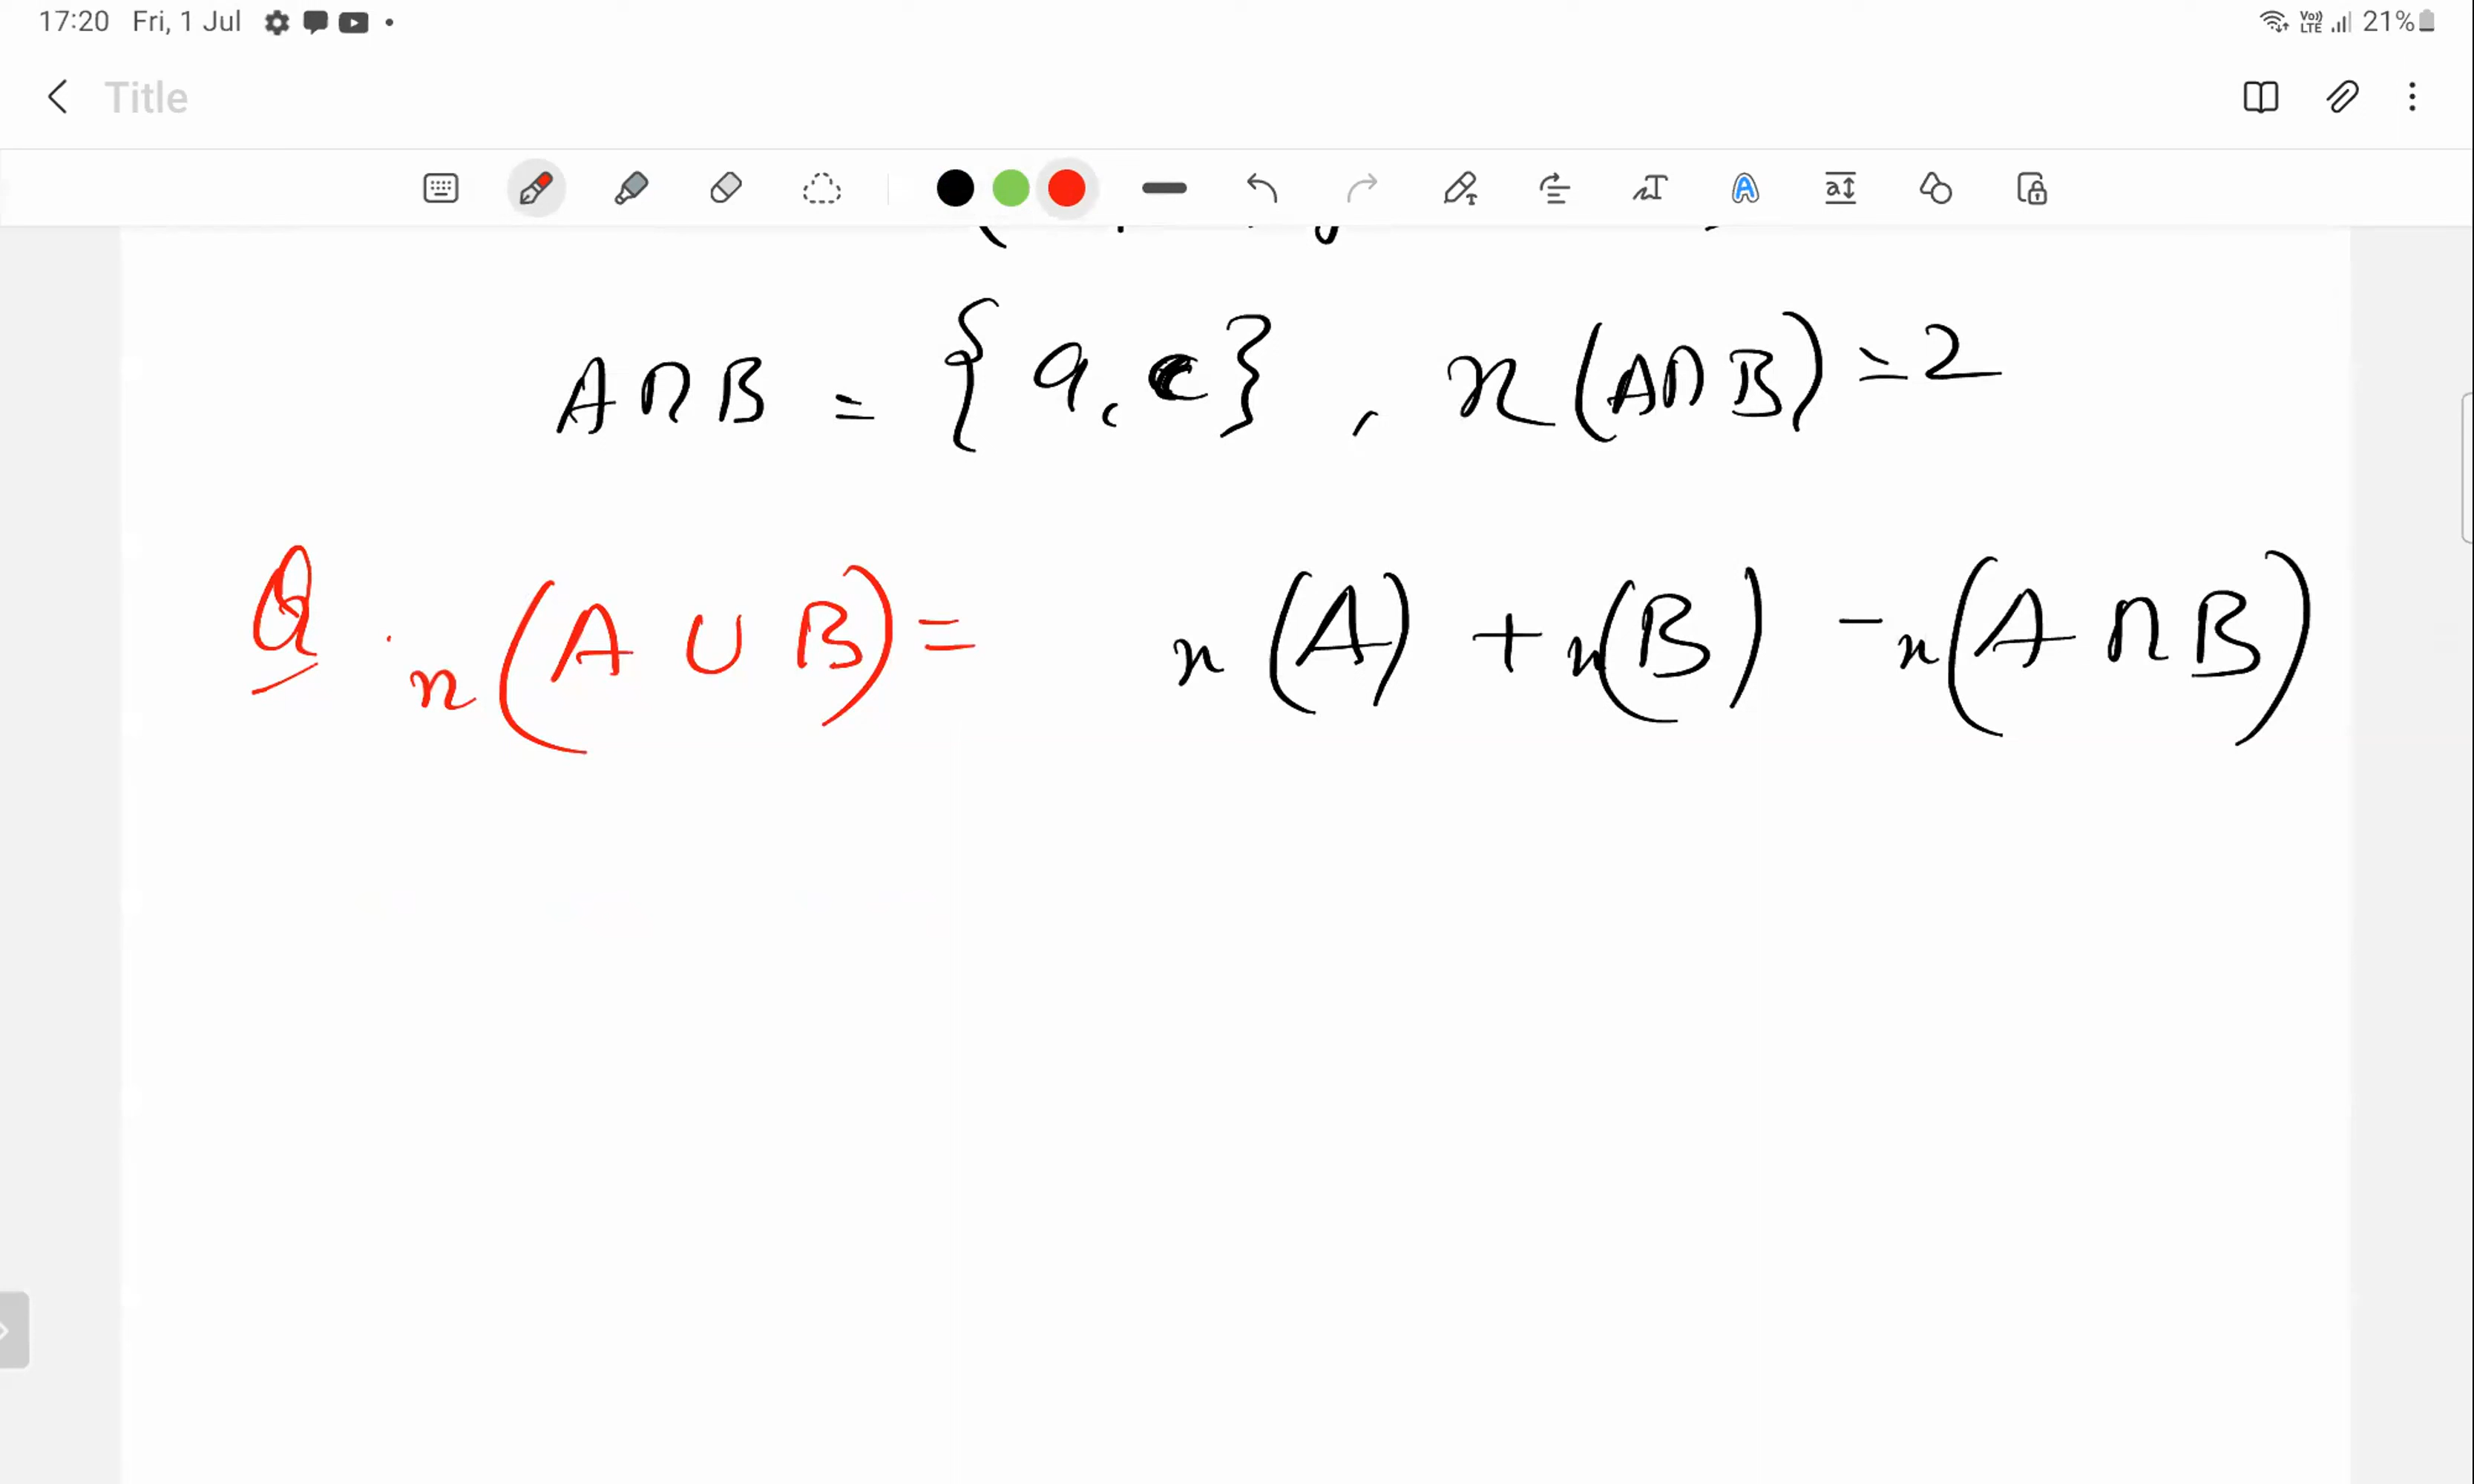 17:20 Fri, 1 Jul 21%
Title
A∩B = {a, c}, n(A∩B)=2
Q. n(A ∪ B)= n(A) + n(B) - n(A ∩ B)